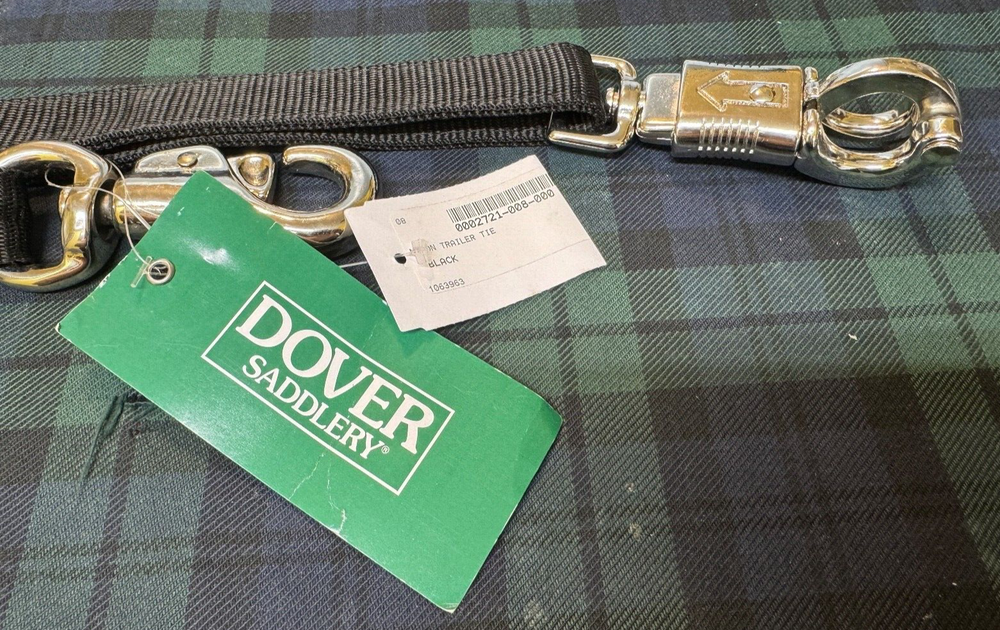 08
0002721-008-000
TRAILER TIE
BLACK
1063963
DOVER
SADDLERY®